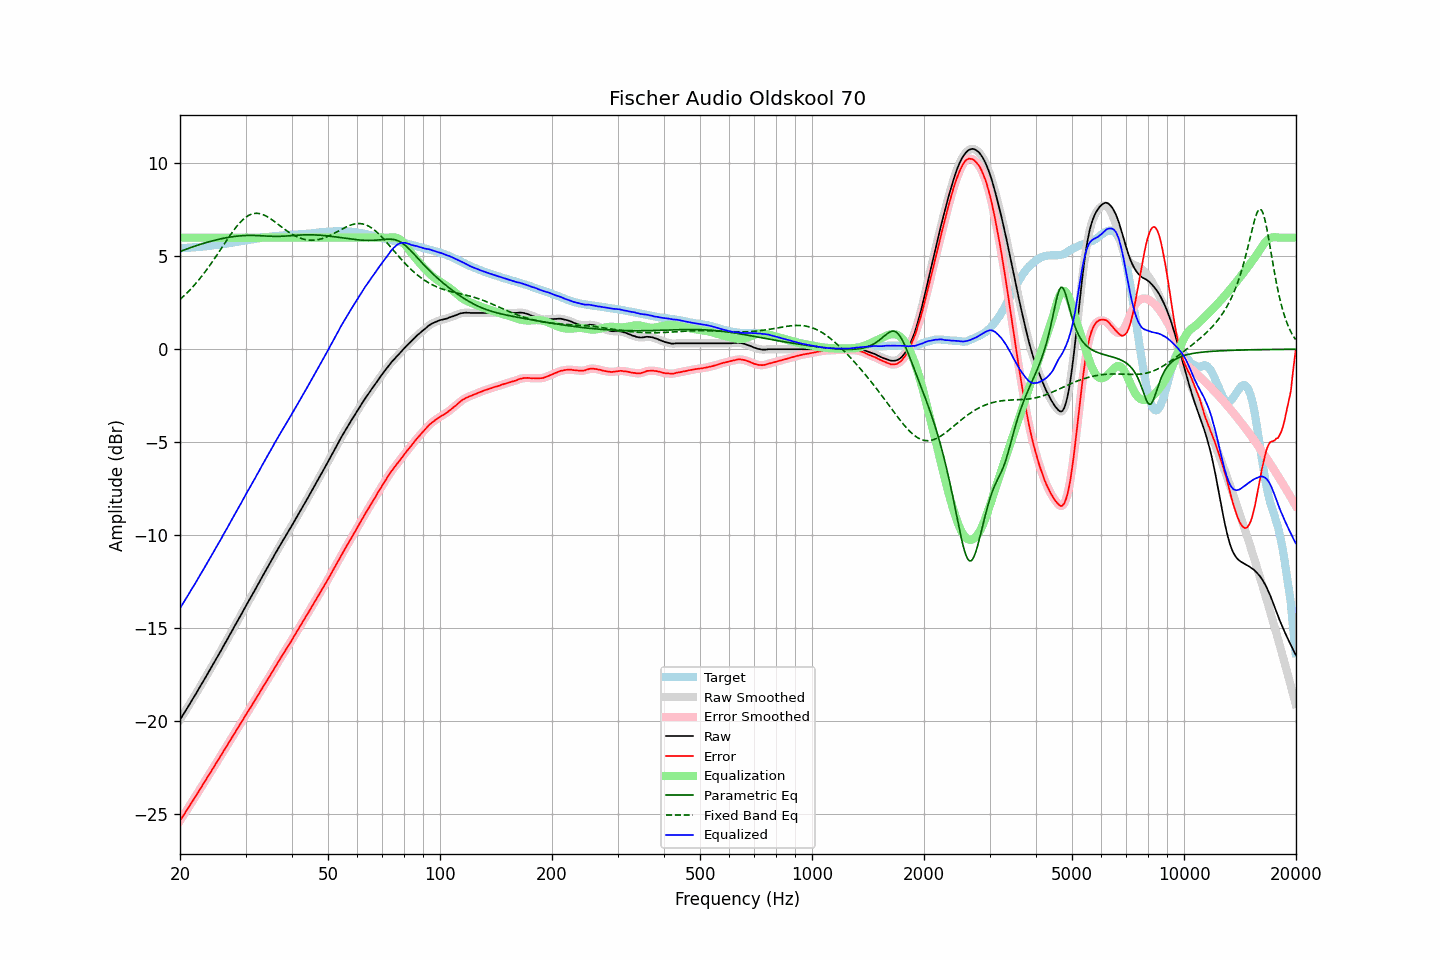 Fischer Audio Oldskool 70
Amplitude (dBr)
10
5
0
−5
−10
−15
−20
−25
Target
Raw Smoothed
Error Smoothed
Raw
Error
Equalization
Parametric Eq
Fixed Band Eq
Equalized
20 50 100 200 500 1000 2000 5000 10000 20000
Frequency (Hz)